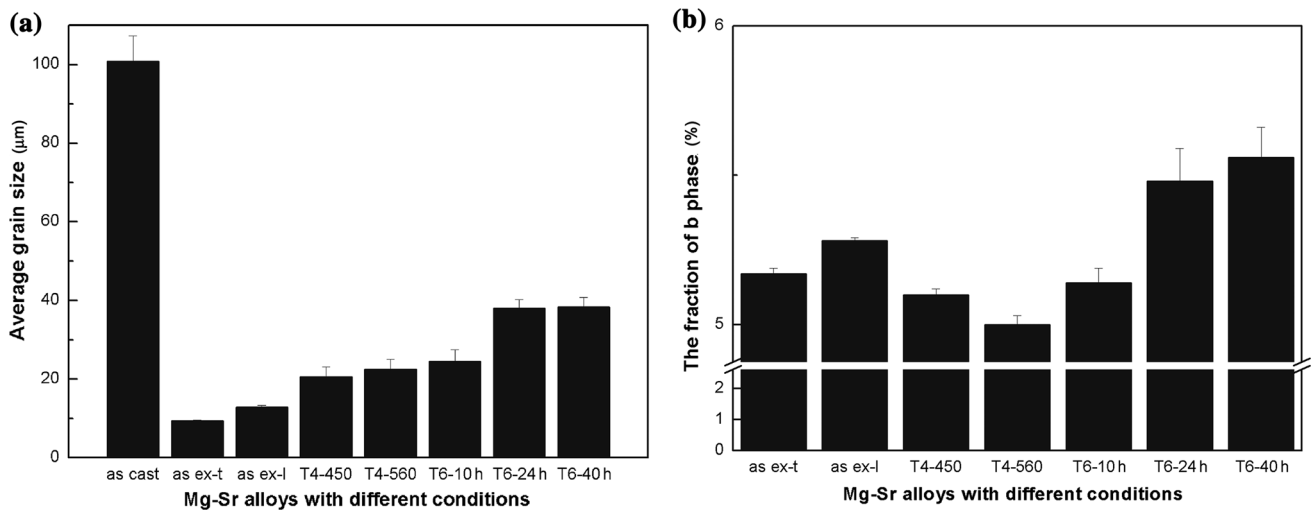 (a)
Average grain size (μm)
100
80
60
40
20
0
as cast as ex-t as ex-l T4-450 T4-560 T6-10 h T6-24 h T6-40 h
Mg-Sr alloys with different conditions
(b)
The fraction of b phase (%)
6
5
2
1
0
as ex-t as ex-l T4-450 T4-560 T6-10 h T6-24 h T6-40 h
Mg-Sr alloys with different conditions